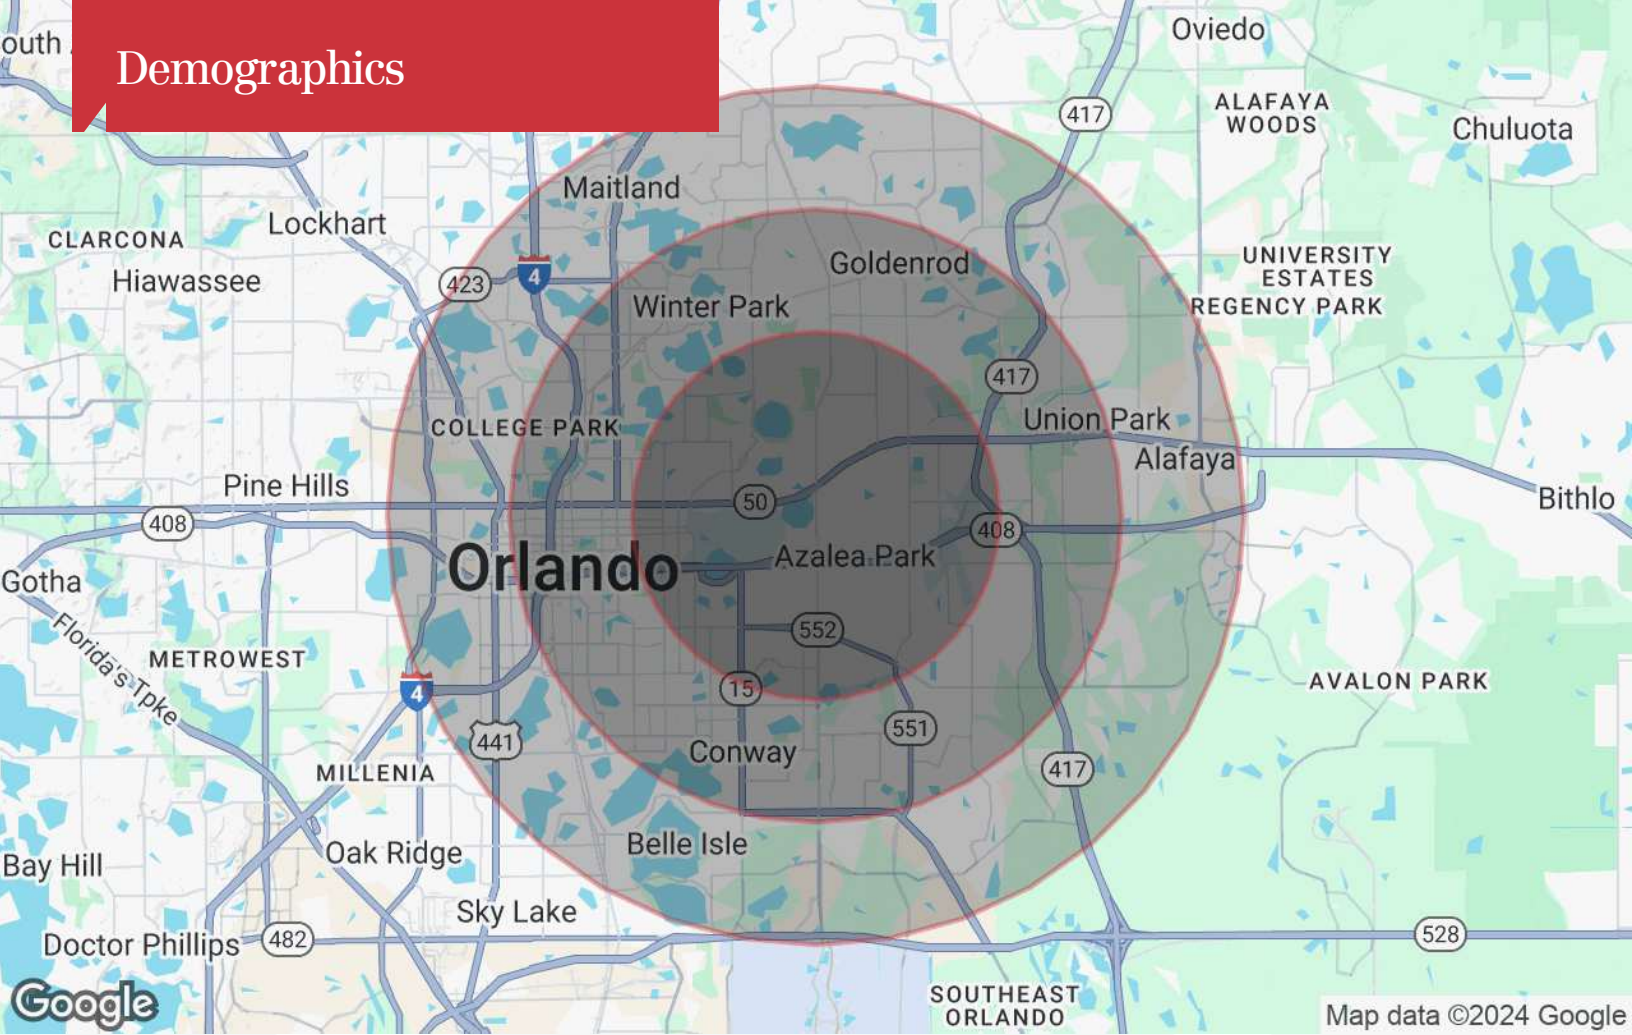 Demographics
Oviedo
outh
417
ALAFAYA
WOODS
Chuluota
Maitland
Lockhart
CLARCONA
Hiawassee
423
4
Goldenrod
UNIVERSITY
ESTATES
REGENCY PARK
Winter Park
417
COLLEGE PARK
Union Park
Alafaya
Pine Hills
50
Bithlo
408
408
Orlando
Azalea Park
Gotha
552
Florida's Tpke
METROWEST
4
15
AVALON PARK
441
551
Conway
MILLENIA
417
Oak Ridge
Belle Isle
Bay Hill
Sky Lake
Doctor Phillips
482
528
Google
SOUTHEAST
ORLANDO
Map data ©2024 Google